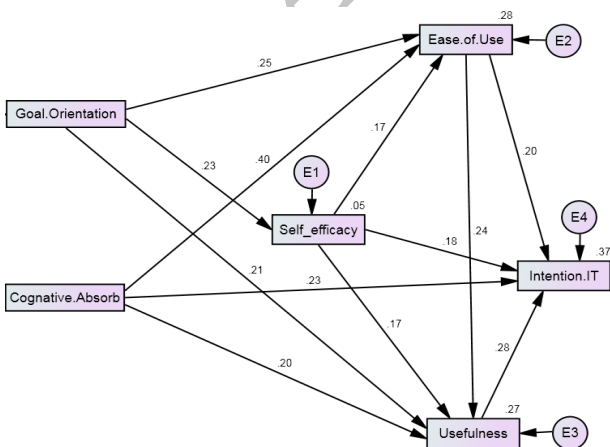 .28
Ease.of.Use
E2
.25
Goal.Orientation
.17
.23
.40
.20
E1
.05
Self_efficacy
E4
.18
.24
.37
.21
.23
Intention.IT
Cognative.Absorb
.17
.28
.20
.27
Usefulness
E3